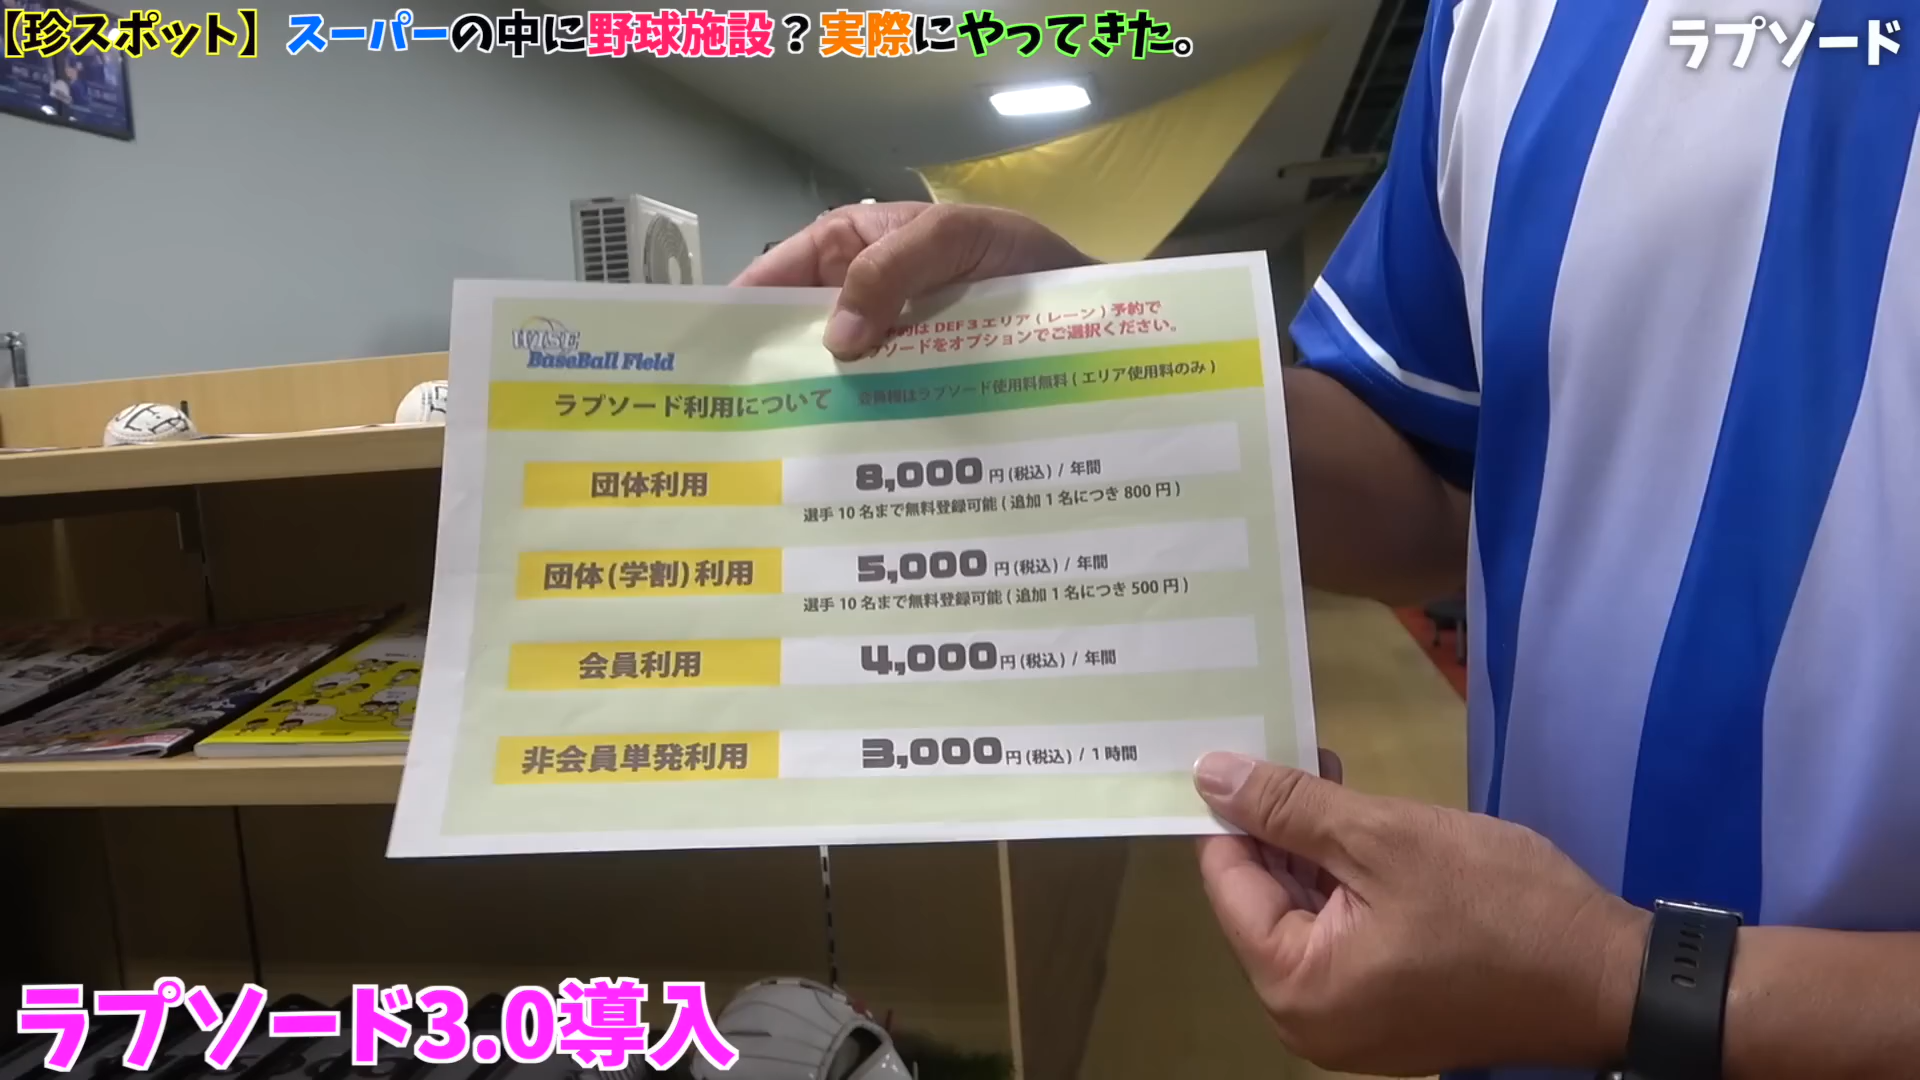 【珍スポット】スーパーの中に野球施設？実際にやってきた。
ラプソード
WISE
BaseBall Field
はDEF3エリア(レーン)予約で
ソードをオプションでご選択ください。
ラプソード利用について 会員様はラプソード使用料無料(エリア使用料のみ)
団体利用 8,000円(税込)/年間
選手10名まで無料登録可能(追加1名につき800円)
団体(学割)利用 5,000円(税込)/年間
選手10名まで無料登録可能(追加1名につき500円)
会員利用 4,000円(税込)/年間
非会員単発利用 3,000円(税込)/1時間
ラプソード3.0導入